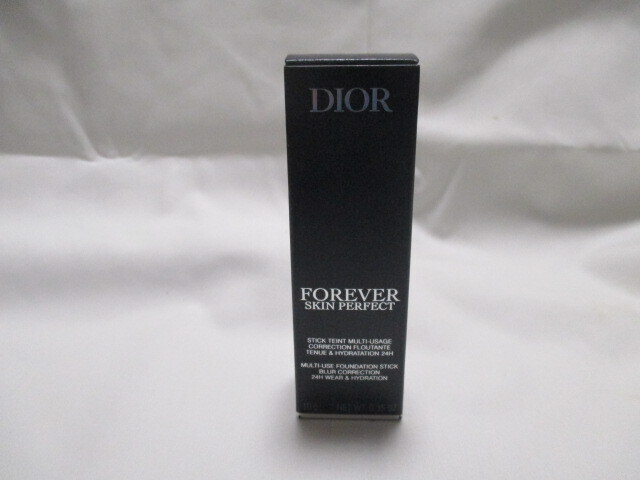 DIOR
FOREVER
SKIN PERFECT
STICK TEINT MULTI-USAGE
CORRECTION FLOUTANTE
TENUE & HYDRATATION 24H
MULTI-USE FOUNDATION STICK
BLUR CORRECTION
24H WEAR & HYDRATION